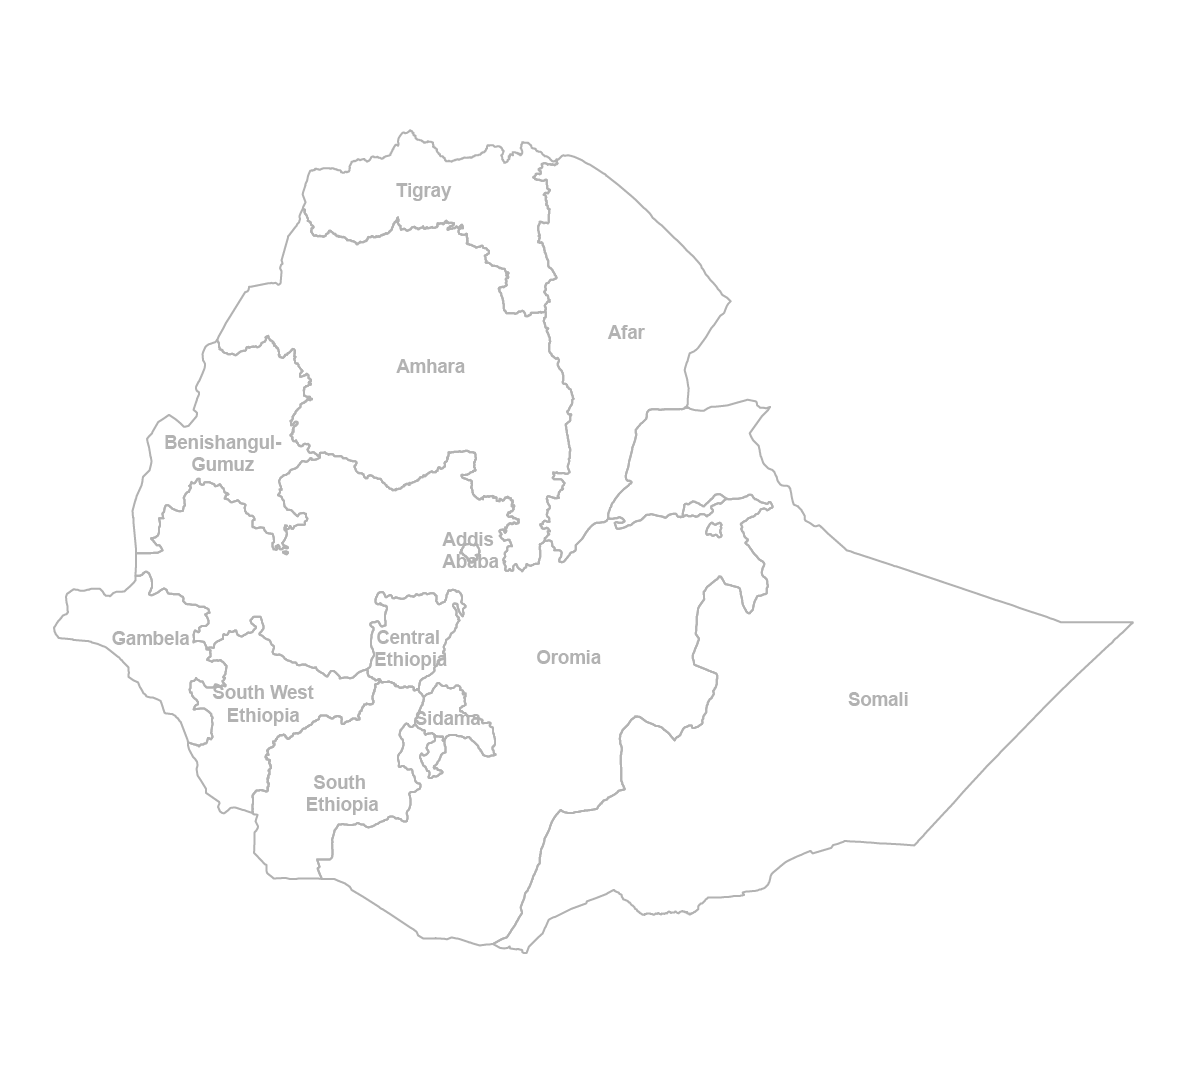 Tigray
Afar
Amhara
Benishangul-
Gumuz
Addis
Ababa
Gambela
Central
Ethiopia
Oromia
South West
Ethiopia
Somali
Sidama
South
Ethiopia